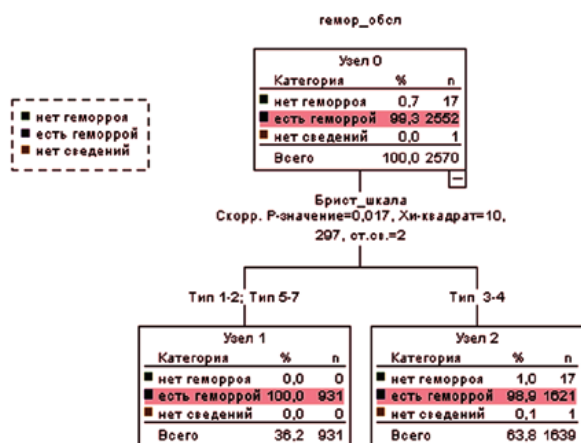 гемор_обсл
нет геморроя
есть геморрой
нет сведений
Узел 0
Категория % n
нет геморроя 0,7 17
есть геморрой 99,3 2552
нет сведений 0,0 1
Всего 100,0 2570
Брист_шкала
Скорр. P-значение=0,017, Хи-квадрат=10,
297, ст.св.=2
Тип 1-2; Тип 5-7
Тип 3-4
Узел 1
Категория % n
нет геморроя 0,0 0
есть геморрой 100,0 931
нет сведений 0,0 0
Всего 36,2 931
Узел 2
Категория % n
нет геморроя 1,0 17
есть геморрой 98,9 1621
нет сведений 0,1 1
Всего 63,8 1639